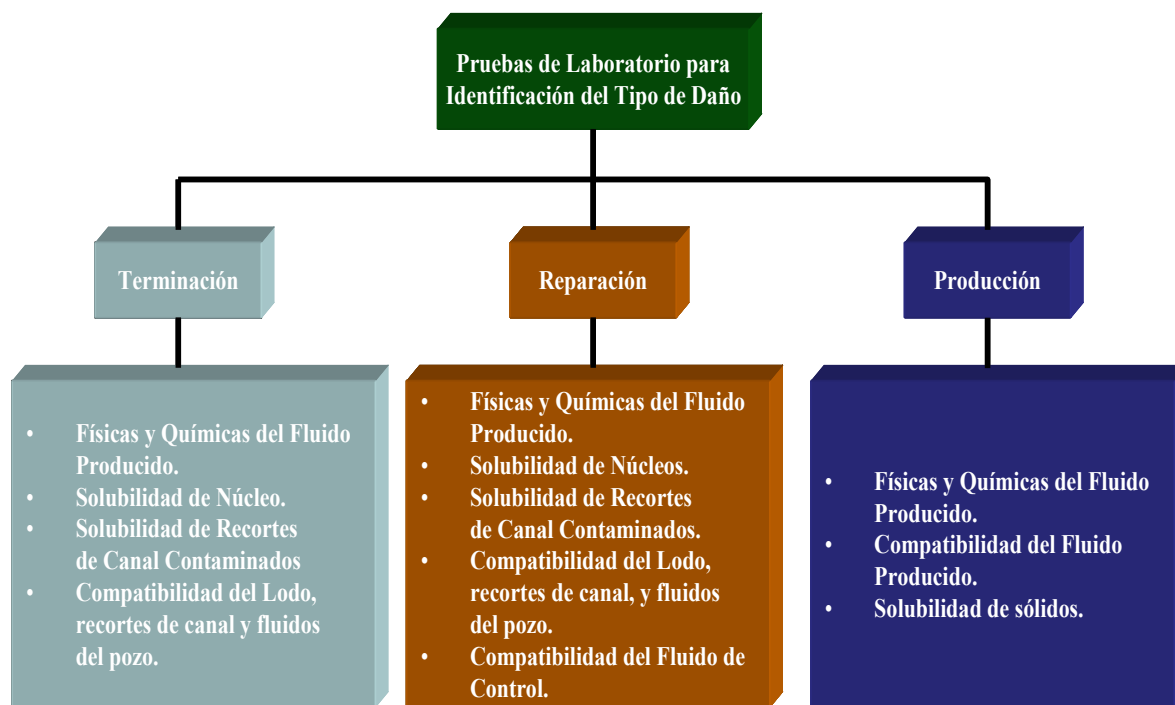 Pruebas de Laboratorio para
Identificación del Tipo de Daño
Terminación
Reparación
Producción
• Físicas y Químicas del Fluido
Producido.
• Solubilidad de Núcleo.
• Solubilidad de Recortes
de Canal Contaminados
• Compatibilidad del Lodo,
recortes de canal y fluidos
del pozo.
• Físicas y Químicas del Fluido
Producido.
• Solubilidad de Núcleos.
• Solubilidad de Recortes
de Canal Contaminados.
• Compatibilidad del Lodo,
recortes de canal, y fluidos
del pozo.
• Compatibilidad del Fluido de
Control.
• Físicas y Químicas del Fluido
Producido.
• Compatibilidad del Fluido
Producido.
• Solubilidad de sólidos.